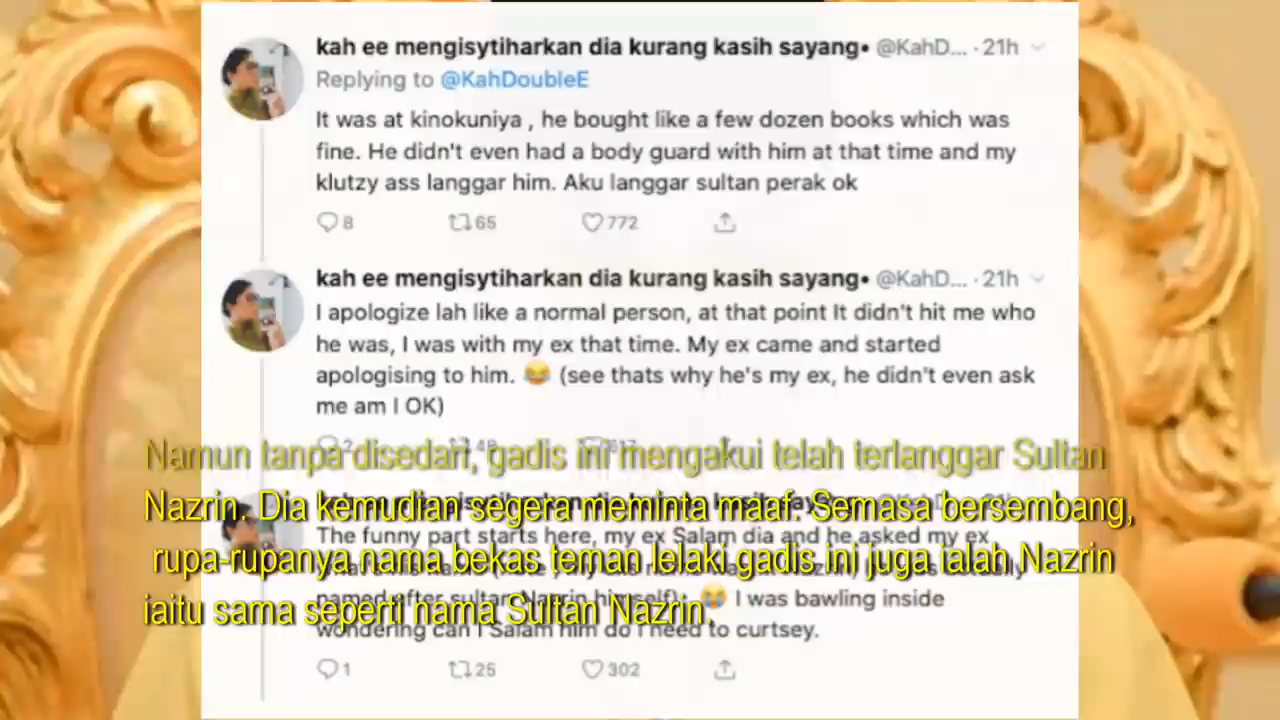 kah ee mengisytiharkan dia kurang kasih sayang• @KahD... · 21h
Replying to @KahDoubleE
It was at kinokuniya , he bought like a few dozen books which was
fine. He didn't even had a body guard with him at that time and my
klutzy ass langgar him. Aku langgar sultan perak ok
8 65 772
kah ee mengisytiharkan dia kurang kasih sayang• @KahD... · 21h
I apologize lah like a normal person, at that point It didn't hit me who
he was, I was with my ex that time. My ex came and started
apologising to him. 😂 (see thats why he's my ex, he didn't even ask
me am I OK)
Namun tanpa disedari, gadis ini mengakui telah terlanggar Sultan
Nazrin. Dia kemudian segera meminta maaf. Semasa bersembang,
The funny part starts here, my ex Salam dia and he asked my ex
rupa-rupanya nama bekas teman lelaki gadis ini juga ialah Nazrin
named after sultan Nazrin himself). 😭 I was bawling inside
iaitu sama seperti nama Sultan Nazrin.
wondering can I Salam him do I need to curtsey.
1 25 302